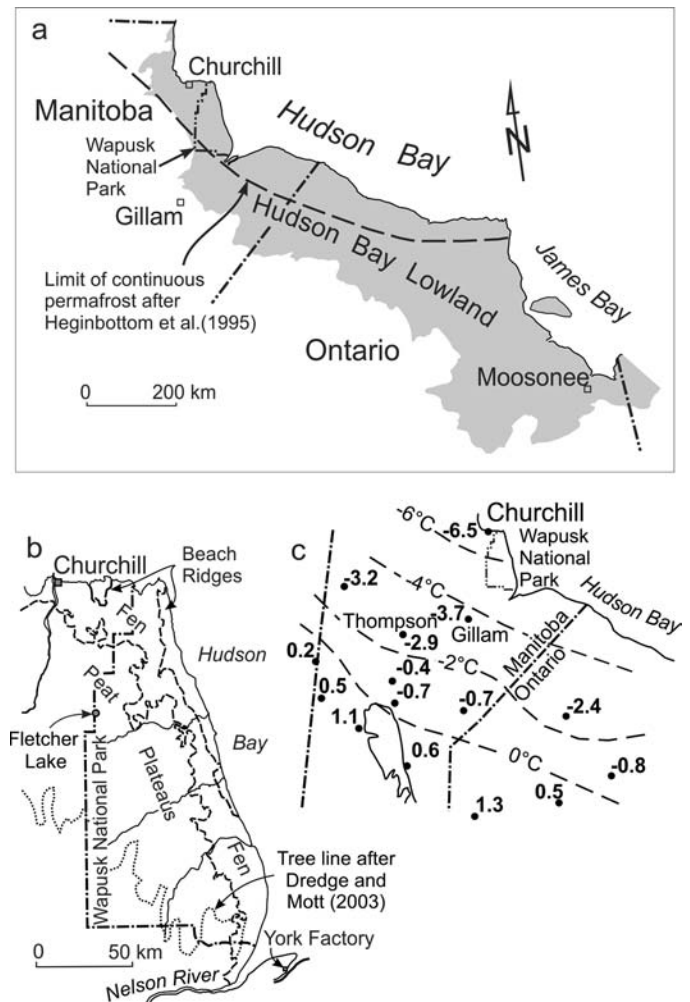 a
Churchill
Manitoba
Hudson Bay
N
Wapusk
National
Park
Gillam
Hudson Bay Lowland
James Bay
Limit of continuous
permafrost after
Heginbottom et al.(1995)
Ontario
Moosonee
0 200 km
b
Churchill
Beach
Ridges
Fen
Hudson
Peat
Bay
Fletcher
Lake
Plateaus
Wapusk National Park
Fen
Tree line after
Dredge and
Mott (2003)
0 50 km
York Factory
Nelson River
c
-6°C
Churchill
-6.5
Wapusk
National
Park
-3.2
-4°C
Hudson Bay
-3.7
Thompson
Gillam
-2.9
-2°C
Manitoba
Ontario
0.2
-0.4
0.5
-0.7
-0.7
-2.4
1.1
0°C
0.6
-0.8
0.5
1.3